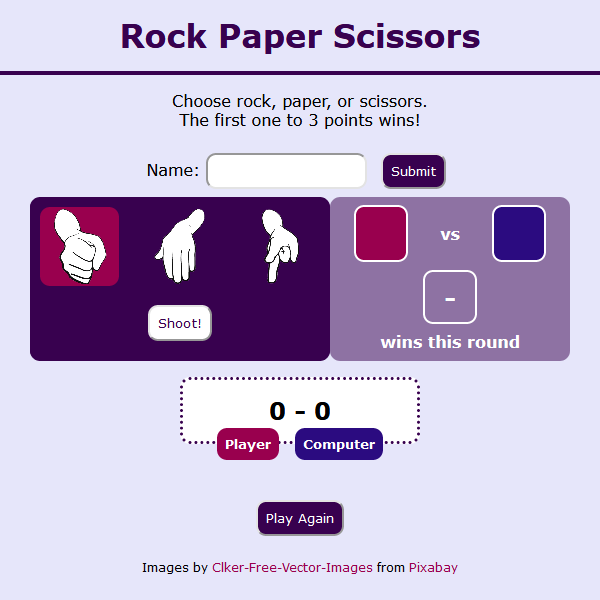 Rock Paper Scissors
Choose rock, paper, or scissors.
The first one to 3 points wins!
Name:
Submit
vs
-
Shoot!
wins this round
0 - 0
Player
Computer
Play Again
Images by Clker-Free-Vector-Images from Pixabay